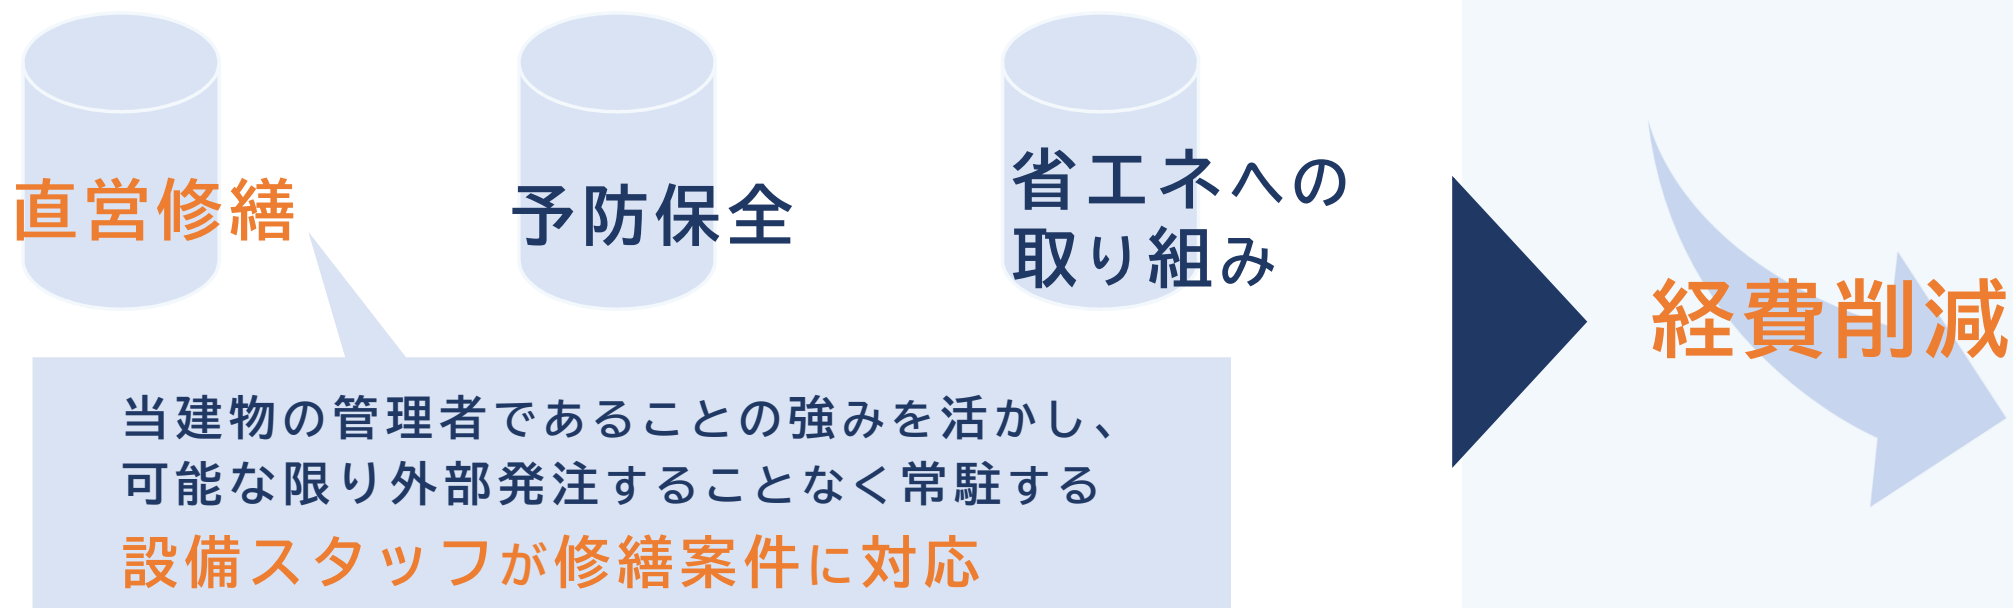 直営修繕
予防保全
省エネへの
取り組み
経費削減
当建物の管理者であることの強みを活かし、
可能な限り外部発注することなく常駐する
設備スタッフが修繕案件に対応